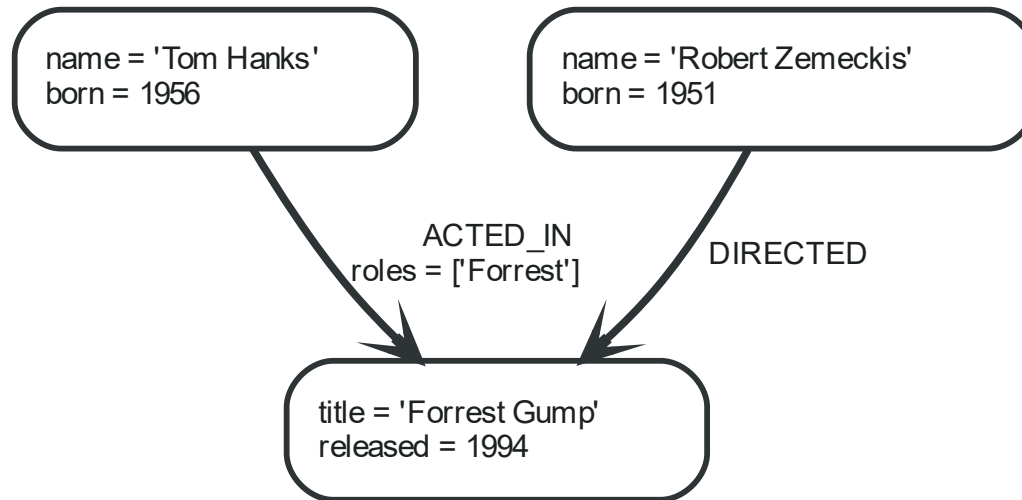 name = 'Tom Hanks'
born = 1956
name = 'Robert Zemeckis'
born = 1951
ACTED_IN
roles = ['Forrest']
DIRECTED
title = 'Forrest Gump'
released = 1994